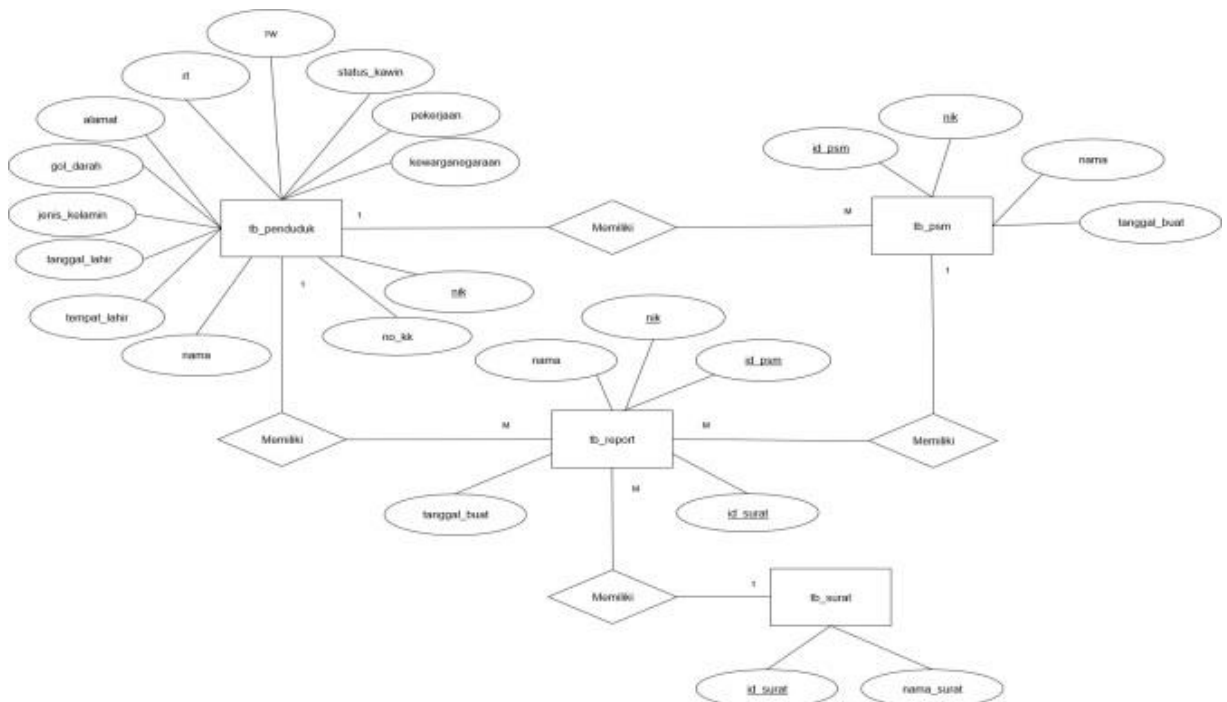 rw
rt
status_kawin
alamat
pekerjaan
gol_darah
kewarganegaraan
jenis_kelamin
tb_penduduk
1
tanggal_lahir
1
tempat_lahir
nama
no_kk
nik
Memiliki
M
nik
id_psm
nama
tb_psm
tanggal_buat
1
nik
nama
id_psm
Memiliki
M
tb_report
M
Memiliki
M
tanggal_buat
id_surat
Memiliki
1
tb_surat
id_surat
nama_surat